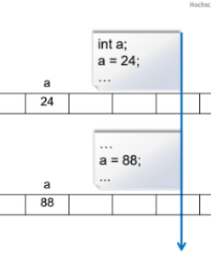 int a;
a = 24;
...
a
24
...
a = 88;
...
a
88